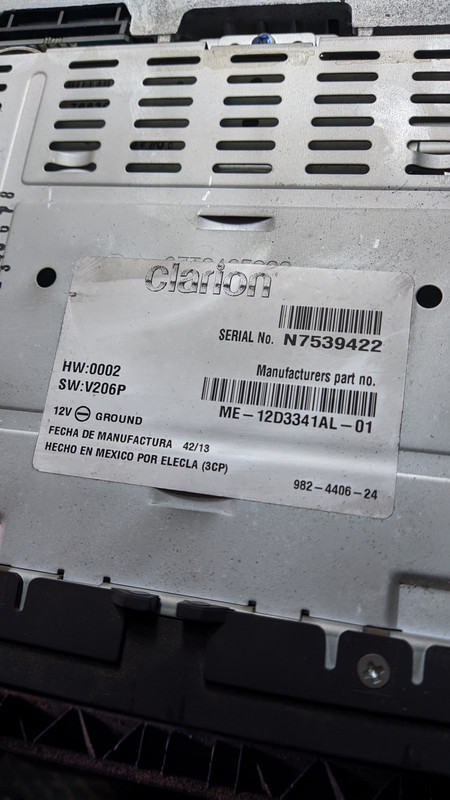 clarion
SERIAL No. N7539422
Manufacturers part no.
ME-12D3341AL-01
HW:0002
SW:V206P
12V ⊖ GROUND
FECHA DE MANUFACTURA 42/13
HECHO EN MEXICO POR ELECLA (3CP)
982-4406-24